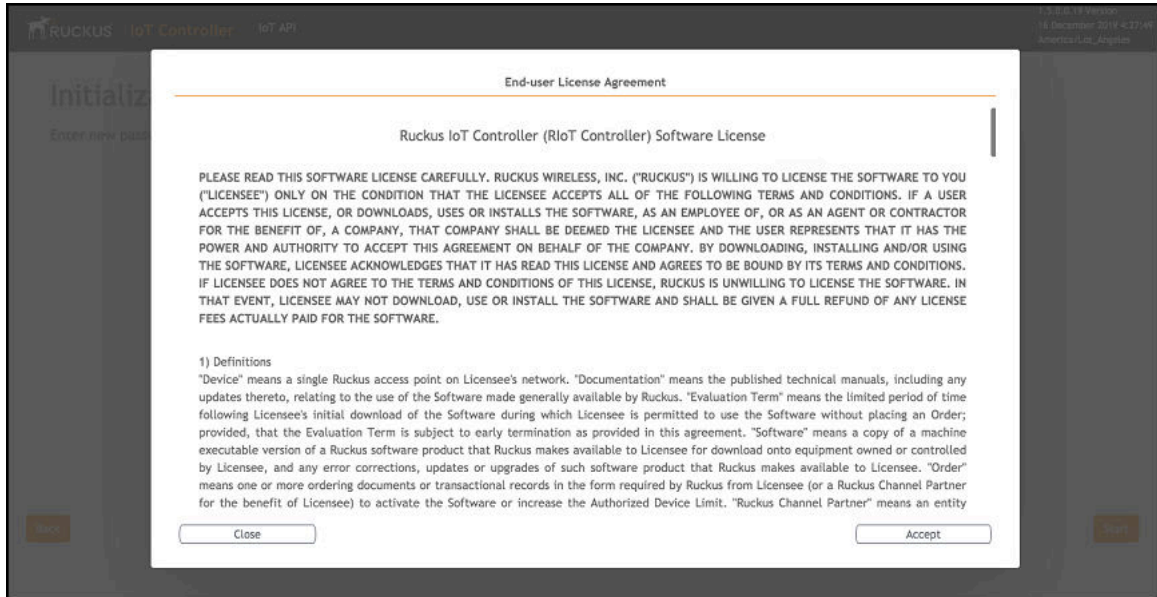 1.5.0.0.19 Version
RUCKUS IoT Controller IoT API
16 December 2019 4:27:49
America/Los_Angeles
End-user License Agreement
Initializ
Ruckus IoT Controller (RIoT Controller) Software License
Enter new pass
PLEASE READ THIS SOFTWARE LICENSE CAREFULLY. RUCKUS WIRELESS, INC. ("RUCKUS") IS WILLING TO LICENSE THE SOFTWARE TO YOU
("LICENSEE") ONLY ON THE CONDITION THAT THE LICENSEE ACCEPTS ALL OF THE FOLLOWING TERMS AND CONDITIONS. IF A USER
ACCEPTS THIS LICENSE, OR DOWNLOADS, USES OR INSTALLS THE SOFTWARE, AS AN EMPLOYEE OF, OR AS AN AGENT OR CONTRACTOR
FOR THE BENEFIT OF, A COMPANY, THAT COMPANY SHALL BE DEEMED THE LICENSEE AND THE USER REPRESENTS THAT IT HAS THE
POWER AND AUTHORITY TO ACCEPT THIS AGREEMENT ON BEHALF OF THE COMPANY. BY DOWNLOADING, INSTALLING AND/OR USING
THE SOFTWARE, LICENSEE ACKNOWLEDGES THAT IT HAS READ THIS LICENSE AND AGREES TO BE BOUND BY ITS TERMS AND CONDITIONS.
IF LICENSEE DOES NOT AGREE TO THE TERMS AND CONDITIONS OF THIS LICENSE, RUCKUS IS UNWILLING TO LICENSE THE SOFTWARE. IN
THAT EVENT, LICENSEE MAY NOT DOWNLOAD, USE OR INSTALL THE SOFTWARE AND SHALL BE GIVEN A FULL REFUND OF ANY LICENSE
FEES ACTUALLY PAID FOR THE SOFTWARE.
1) Definitions
"Device" means a single Ruckus access point on Licensee's network. "Documentation" means the published technical manuals, including any
updates thereto, relating to the use of the Software made generally available by Ruckus. "Evaluation Term" means the limited period of time
following Licensee's initial download of the Software during which Licensee is permitted to use the Software without placing an Order;
provided, that the Evaluation Term is subject to early termination as provided in this agreement. "Software" means a copy of a machine
executable version of a Ruckus software product that Ruckus makes available to Licensee for download onto equipment owned or controlled
by Licensee, and any error corrections, updates or upgrades of such software product that Ruckus makes available to Licensee. "Order"
means one or more ordering documents or transactional records in the form required by Ruckus from Licensee (or a Ruckus Channel Partner
for the benefit of Licensee) to activate the Software or increase the Authorized Device Limit. "Ruckus Channel Partner" means an entity
Back
Close
Accept
Start